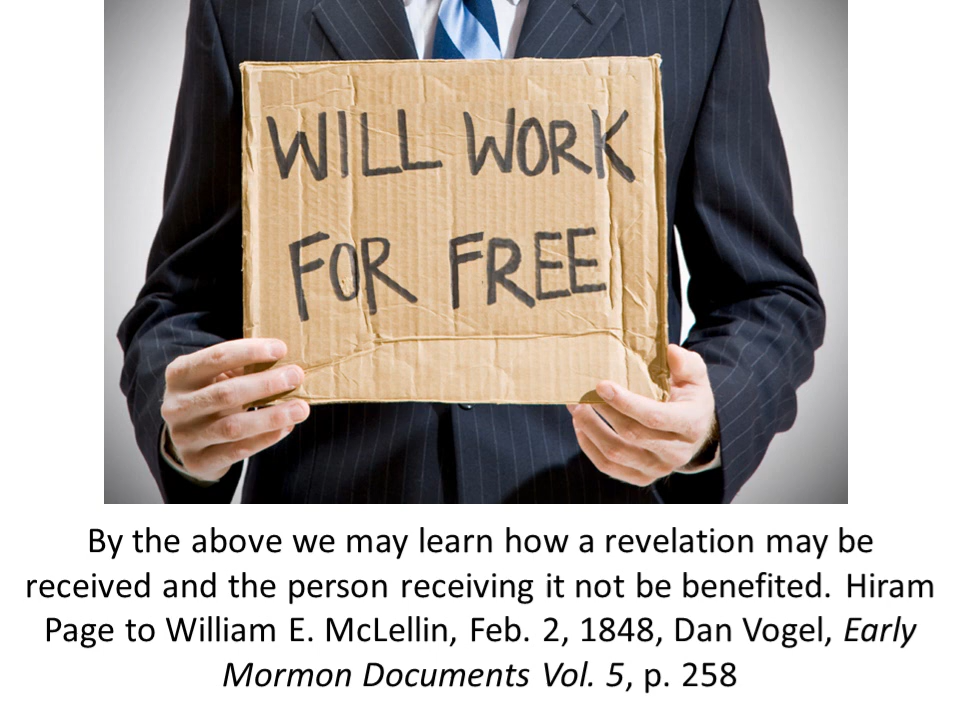 WILL WORK
FOR FREE
By the above we may learn how a revelation may be
received and the person receiving it not be benefited. Hiram
Page to William E. McLellin, Feb. 2, 1848, Dan Vogel, Early
Mormon Documents Vol. 5, p. 258